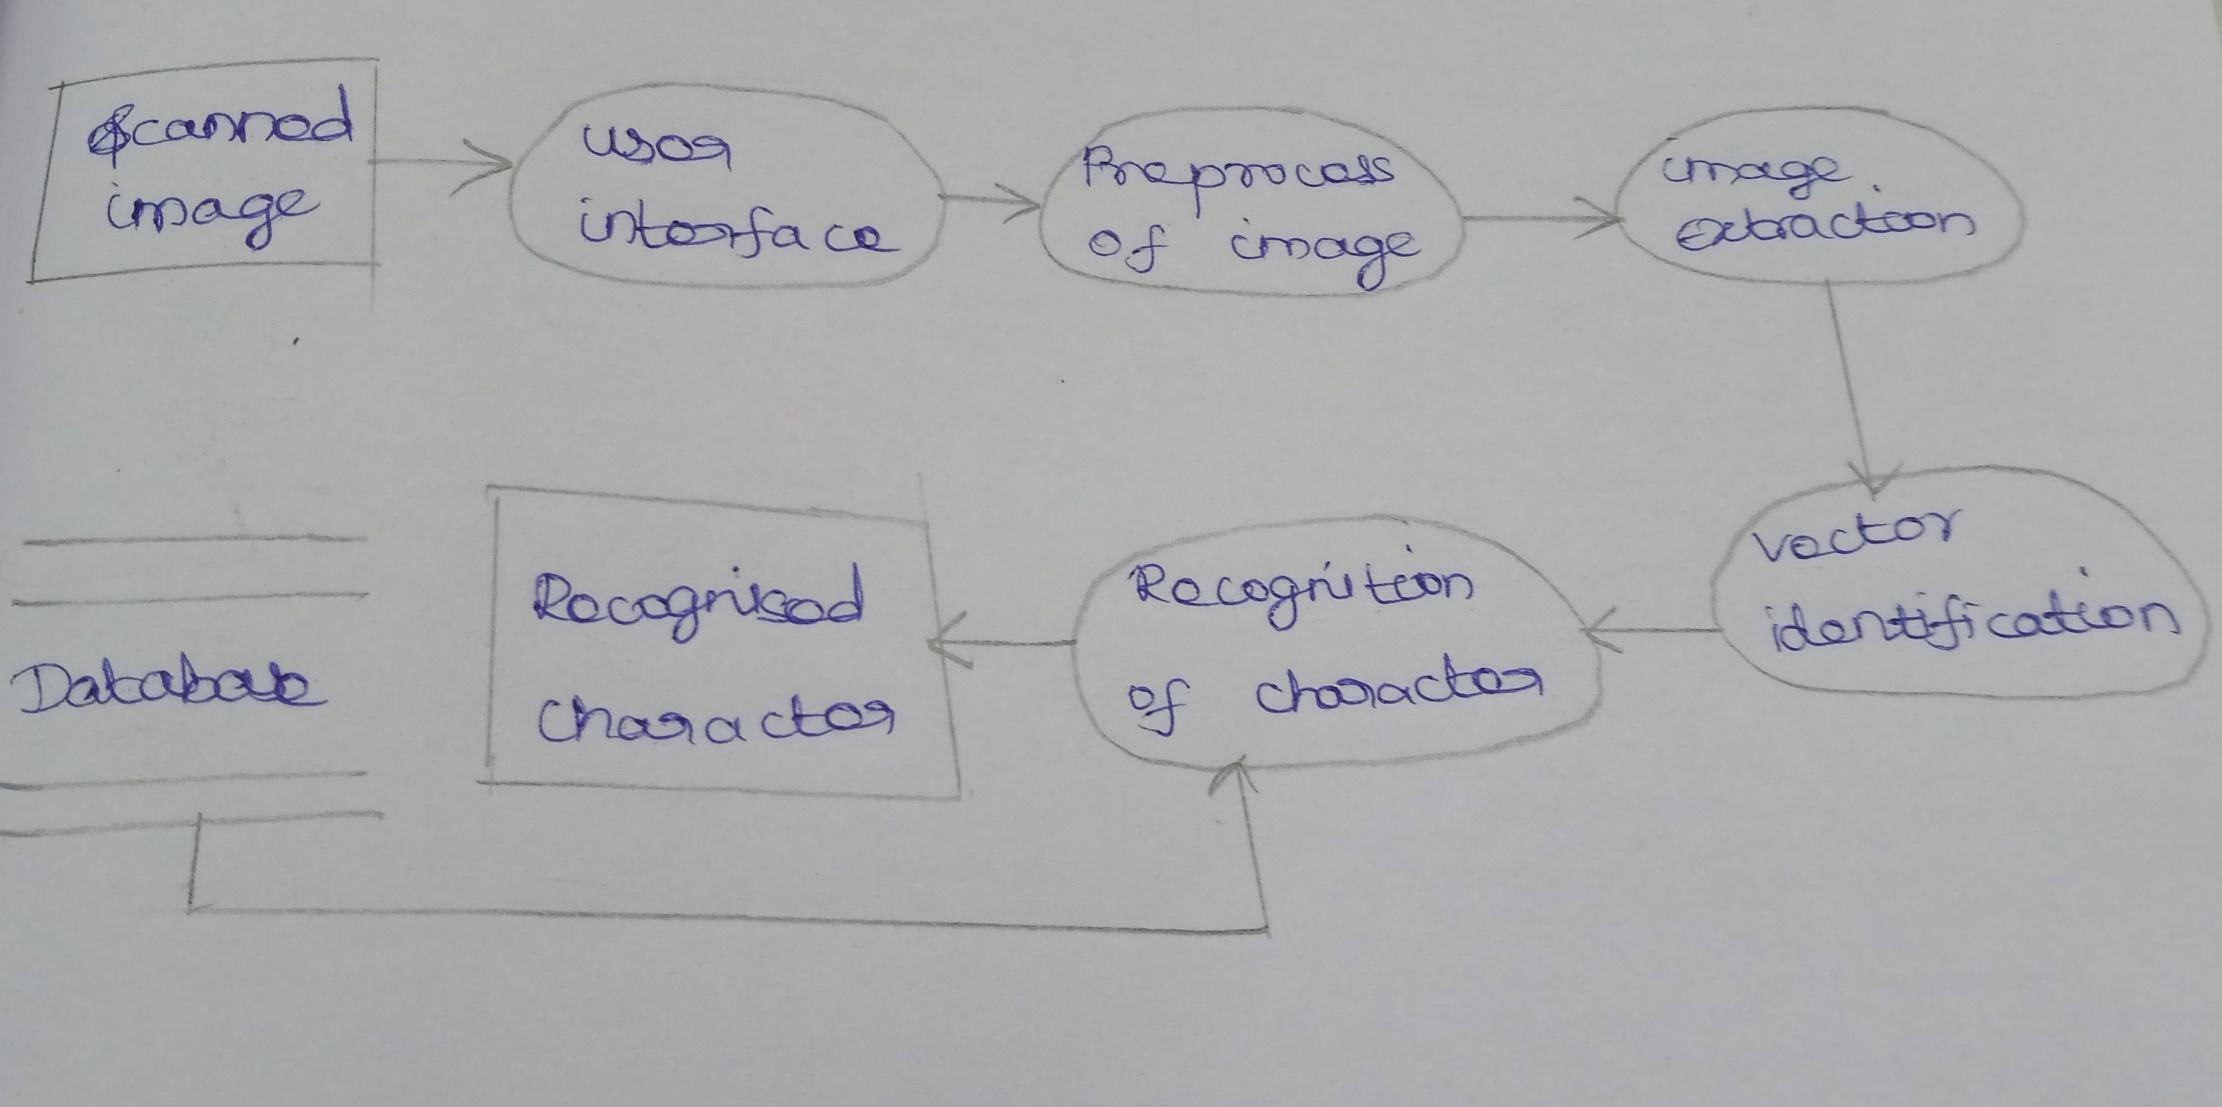 Scanned
image
user
interface
Preprocess
of image
image
extraction
vector
identification
Recognition
of character
Recognised
character
Database